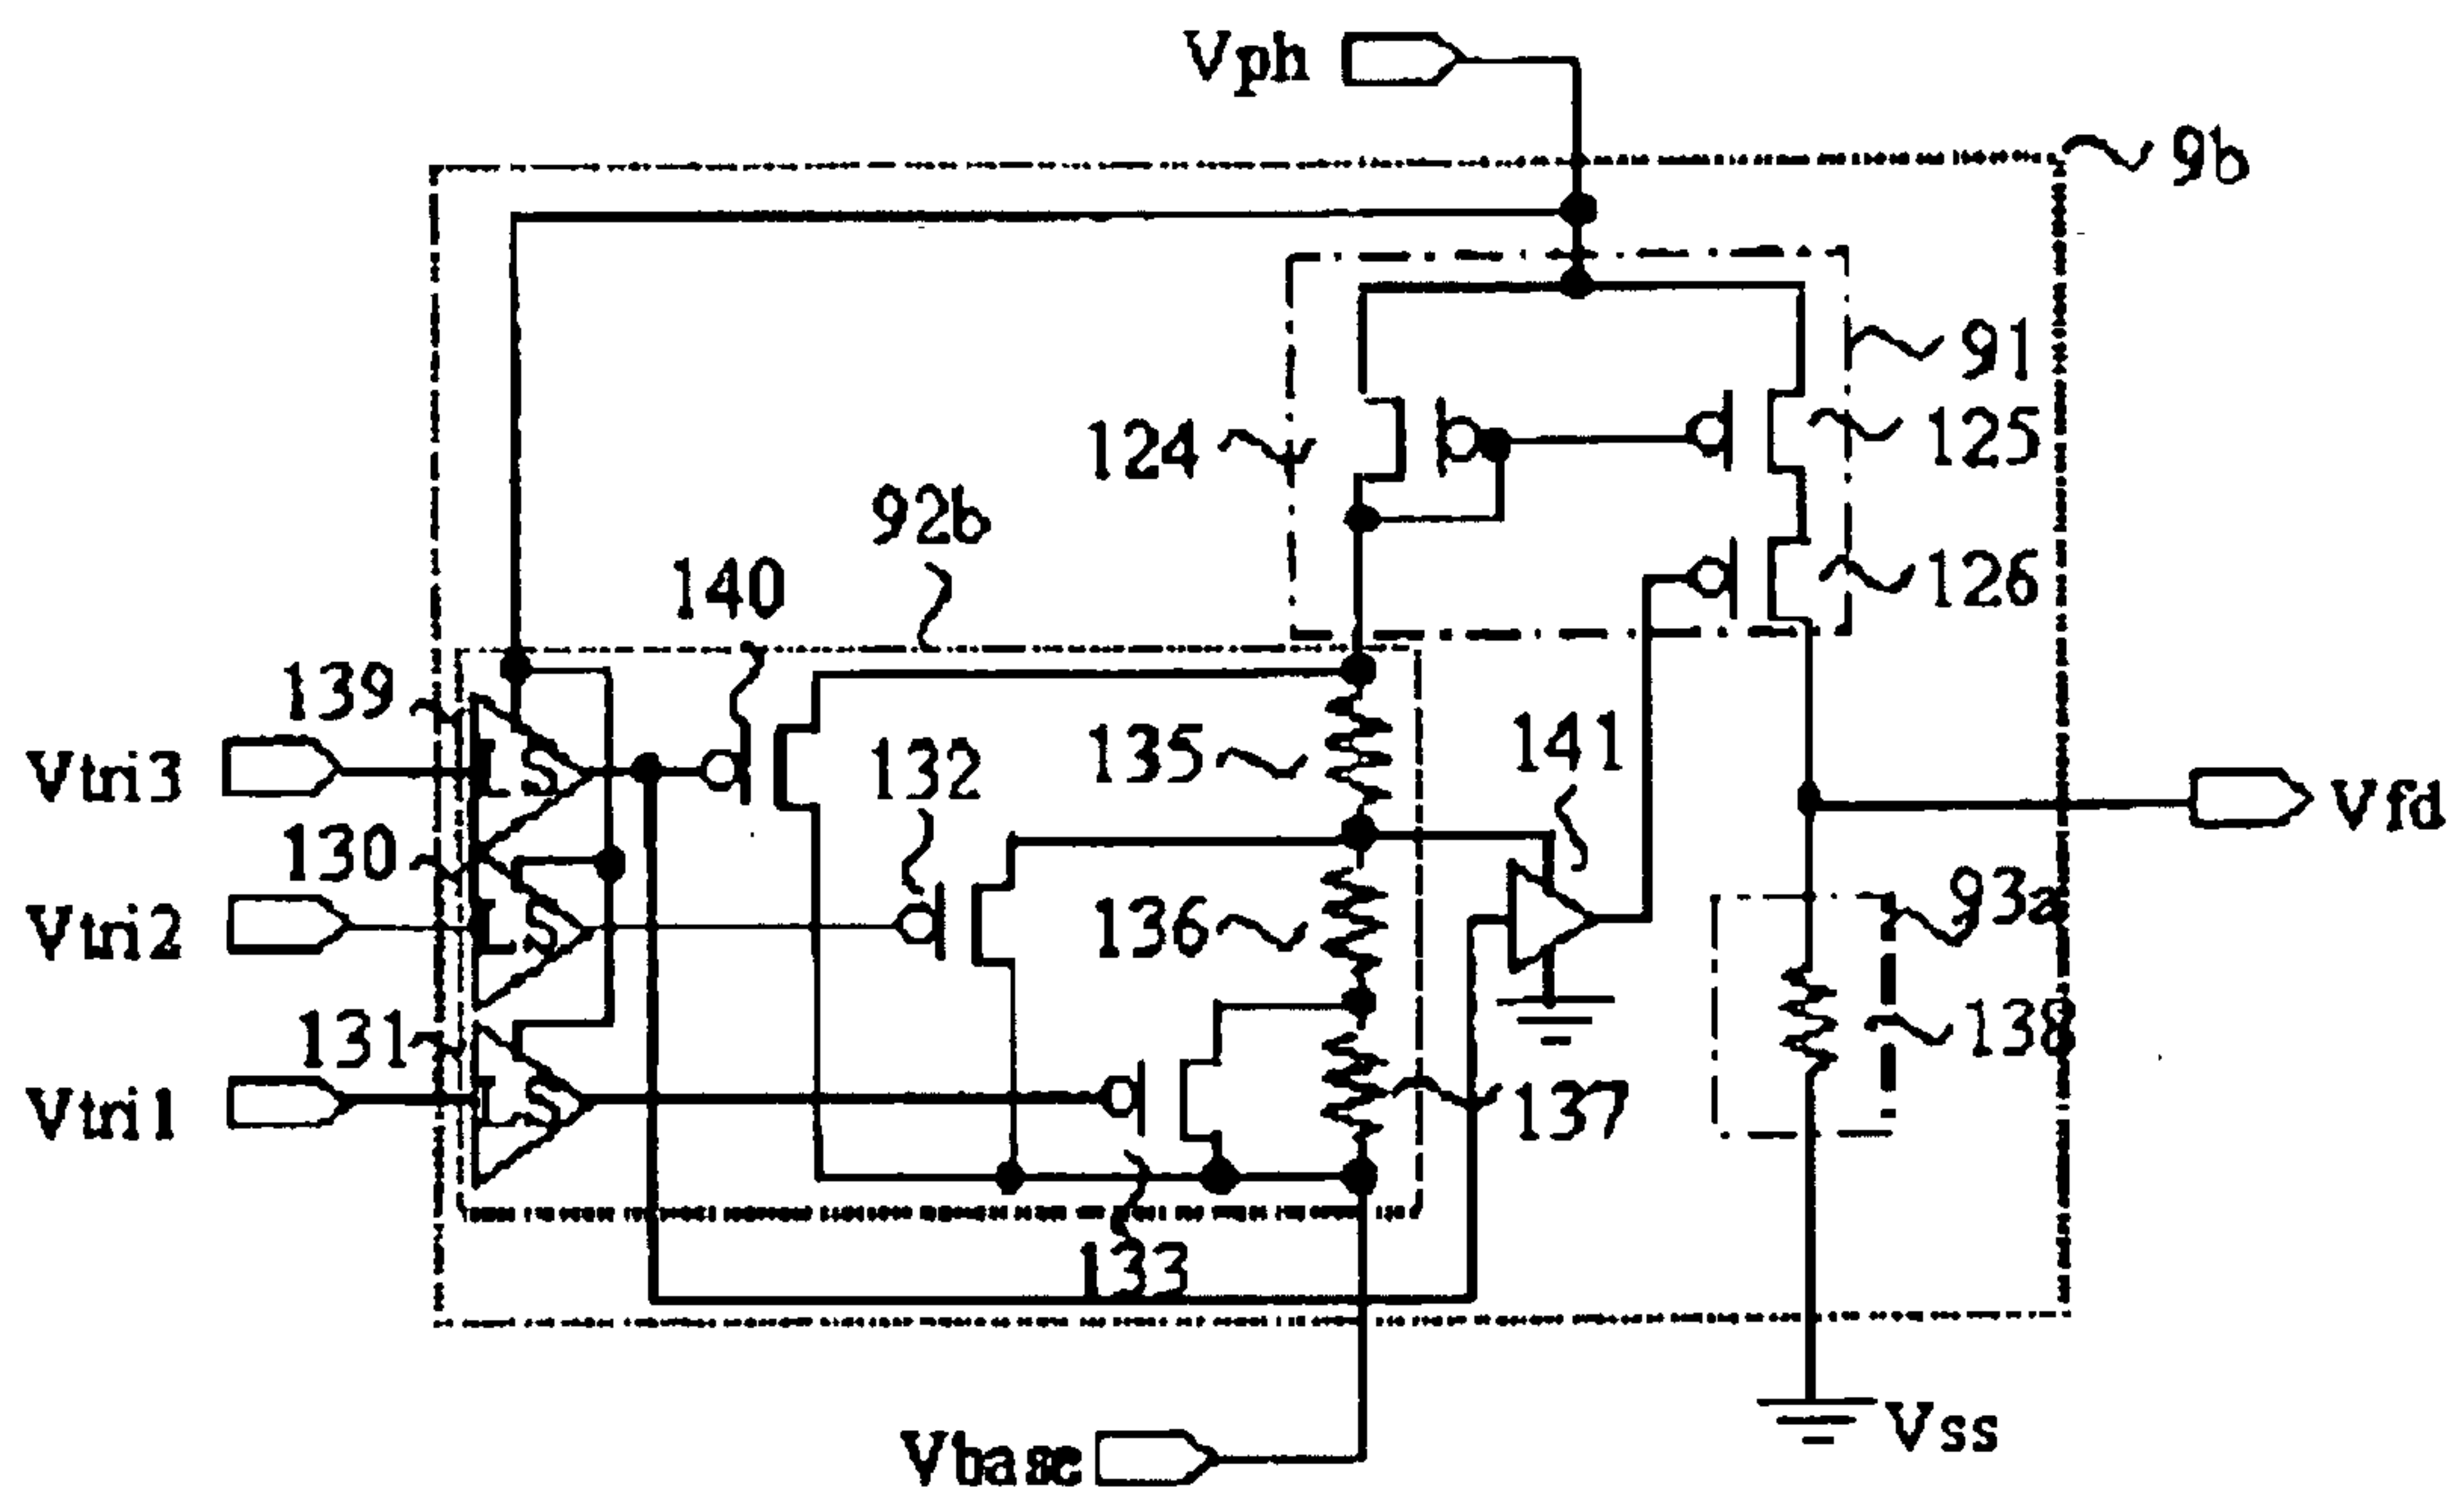 Vph
9b
91
124
125
92b
140
126
139
135
141
132
Vtri3
Vfd
130
93a
136
Vtri2
131
138
137
Vtri1
133
Vss
Vbase
LS
LS
LS